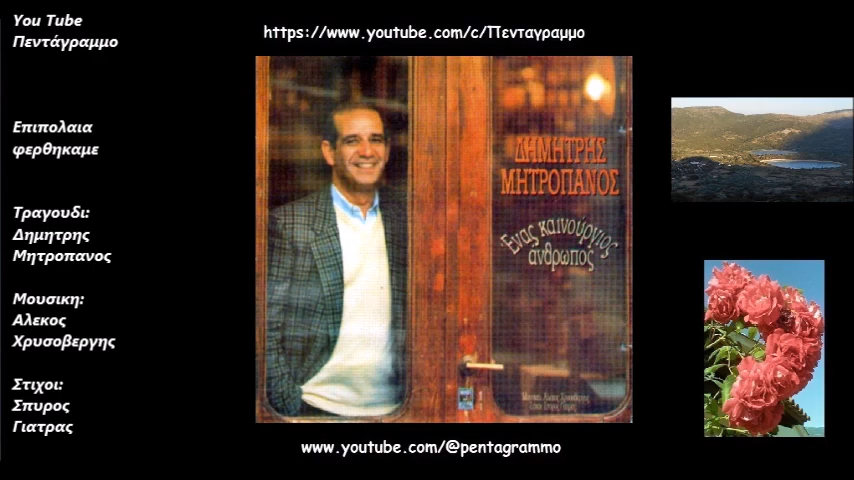 You Tube
Πεντάγραμμο
Επιπολαια
φερθηκαμε
Τραγουδι:
Δημητρης
Μητροπανος
Μουσικη:
Αλεκος
Χρυσοβεργης
Στιχοι:
Σπυρος
Γιατρας
https://www.youtube.com/c/Πενταγραμμο
ΔΗΜΗΤΡΗΣ
ΜΗΤΡΟΠΑΝΟΣ
Ένας καινούργιος
άνθρωπος
www.youtube.com/@pentagrammo